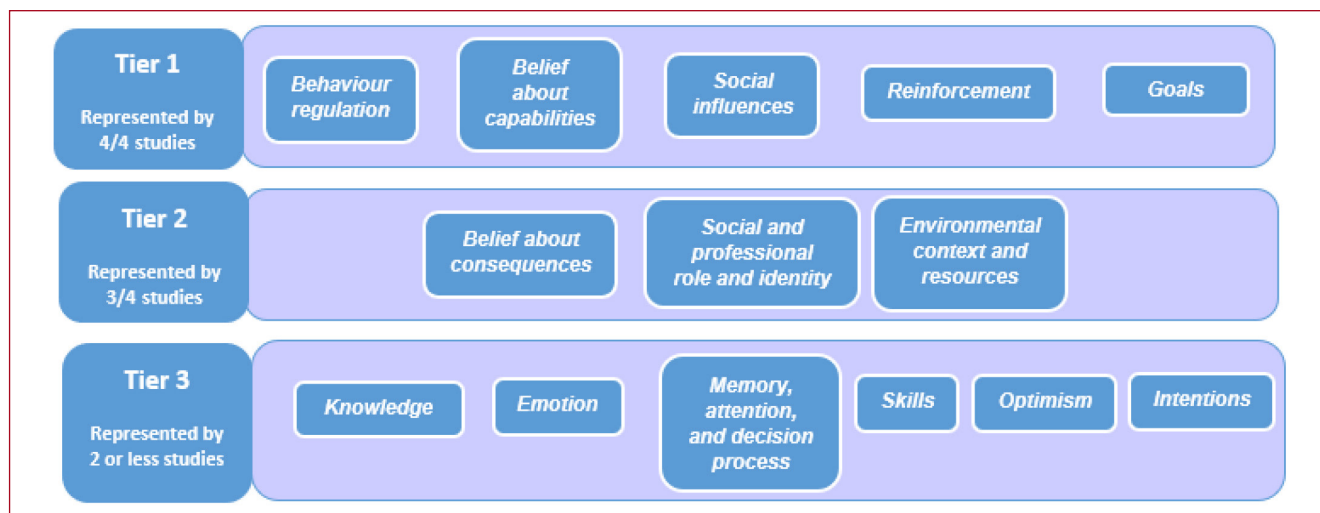 Tier 1
Represented by
4/4 studies
Behaviour
regulation
Belief
about
capabilities
Social
influences
Reinforcement
Goals
Tier 2
Represented by
3/4 studies
Belief about
consequences
Social and
professional
role and identity
Environmental
context and
resources
Tier 3
Represented by
2 or less studies
Knowledge
Emotion
Memory,
attention,
and decision
process
Skills
Optimism
Intentions